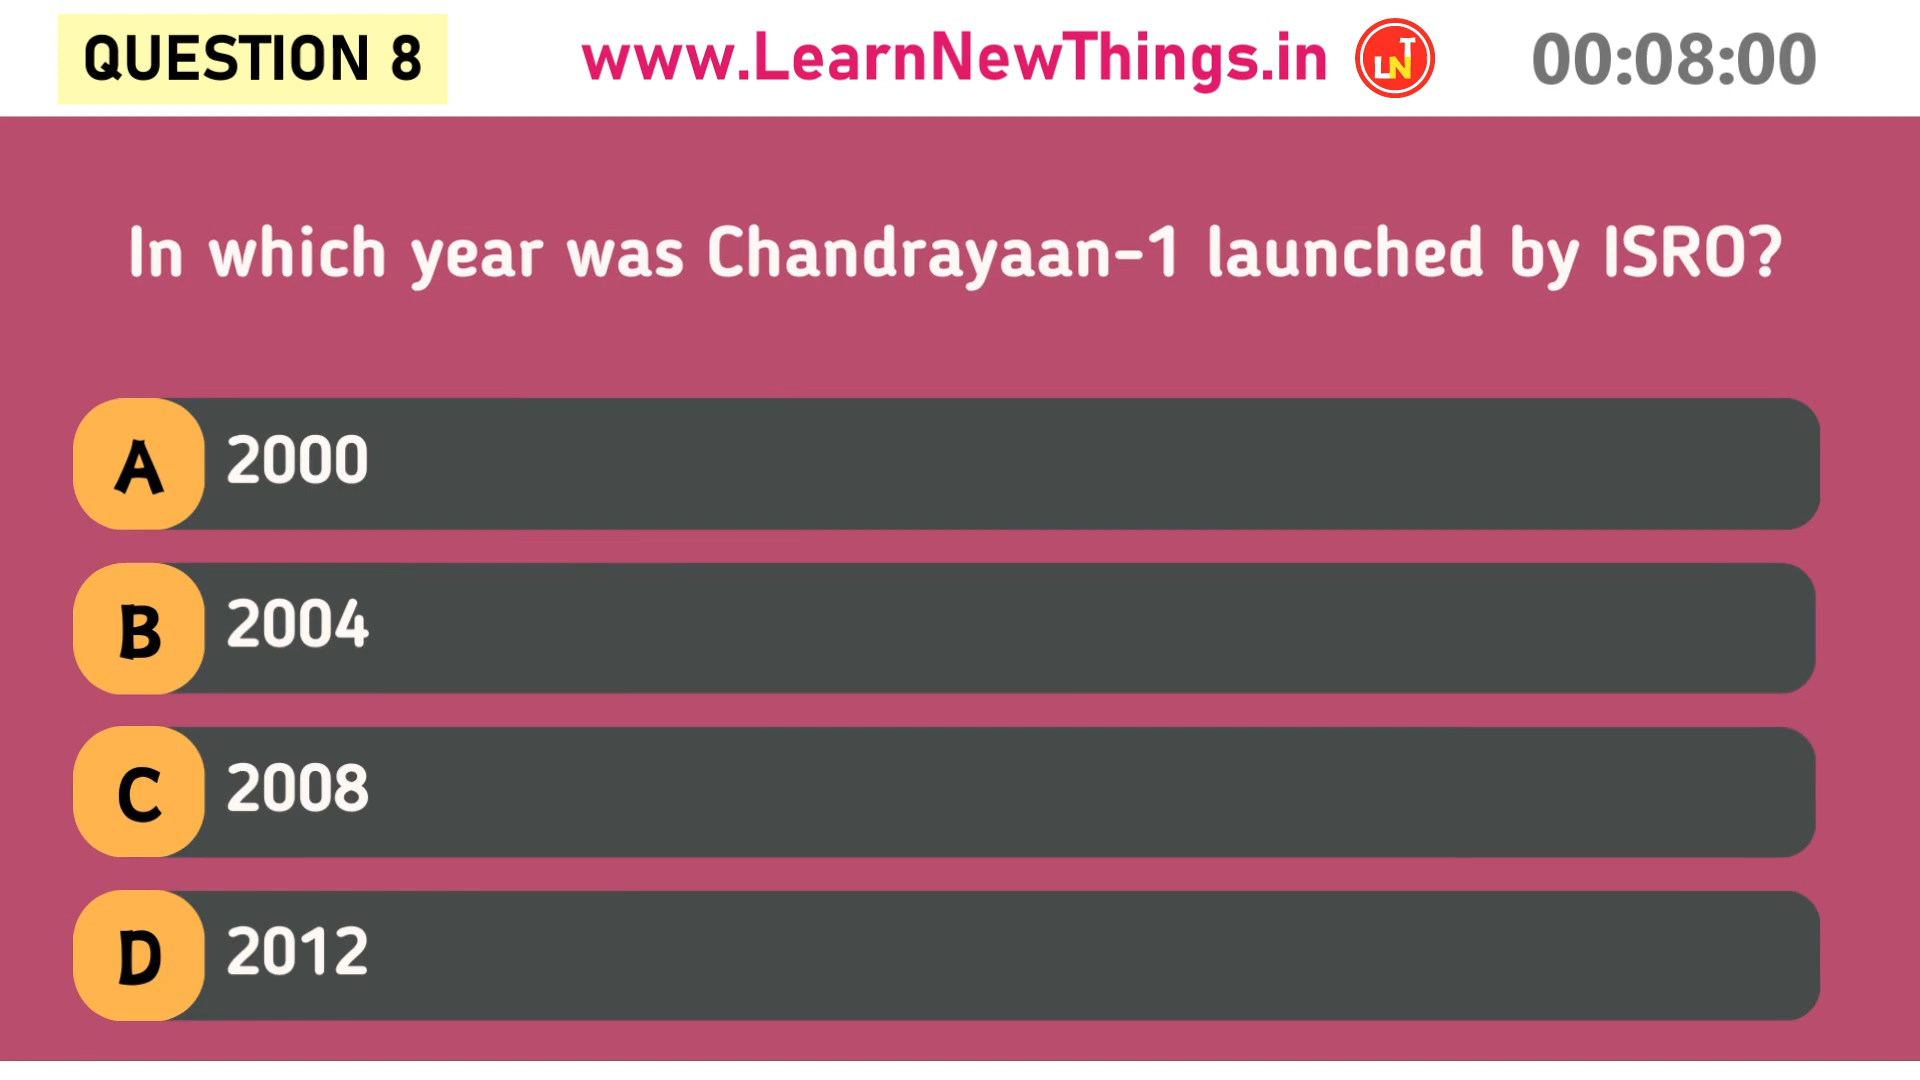 QUESTION 8
www.LearnNewThings.in
LNT
00:08:00
In which year was Chandrayaan-1 launched by ISRO?
A 2000
B 2004
C 2008
D 2012